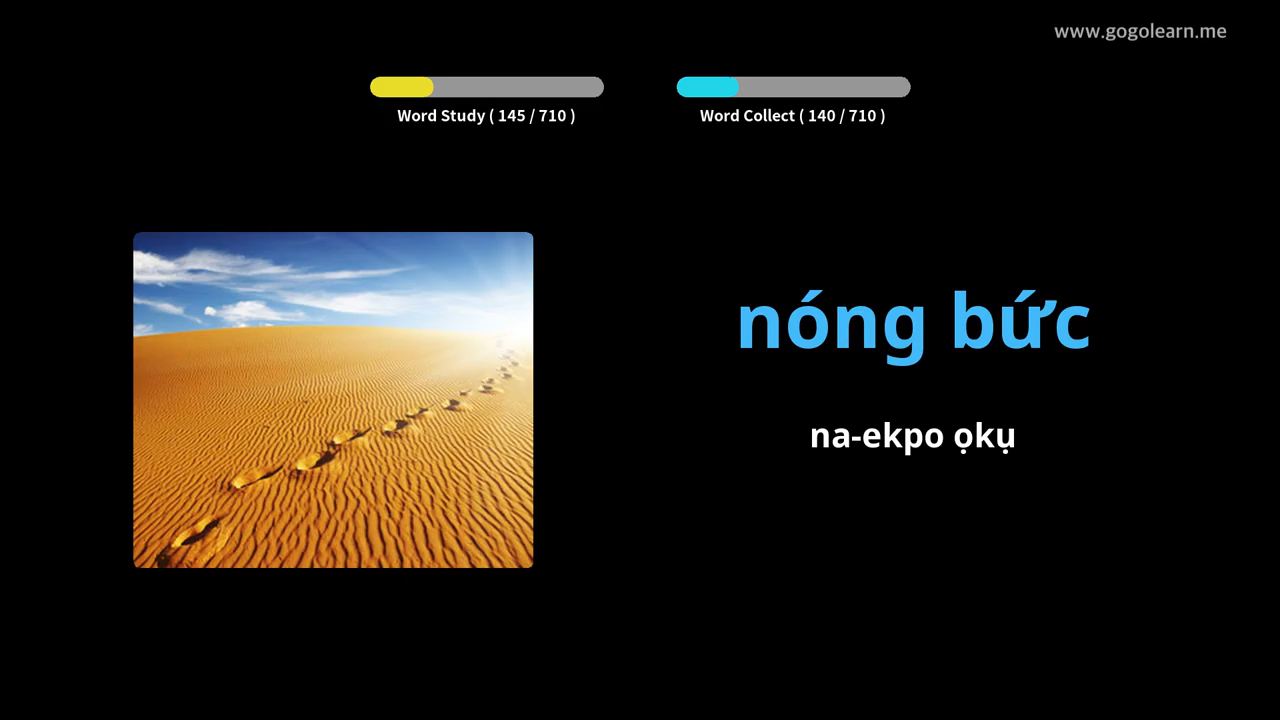 www.gogolearn.me
Word Study ( 145 / 710 )
Word Collect ( 140 / 710 )
nóng bức
na-ekpo ọkụ